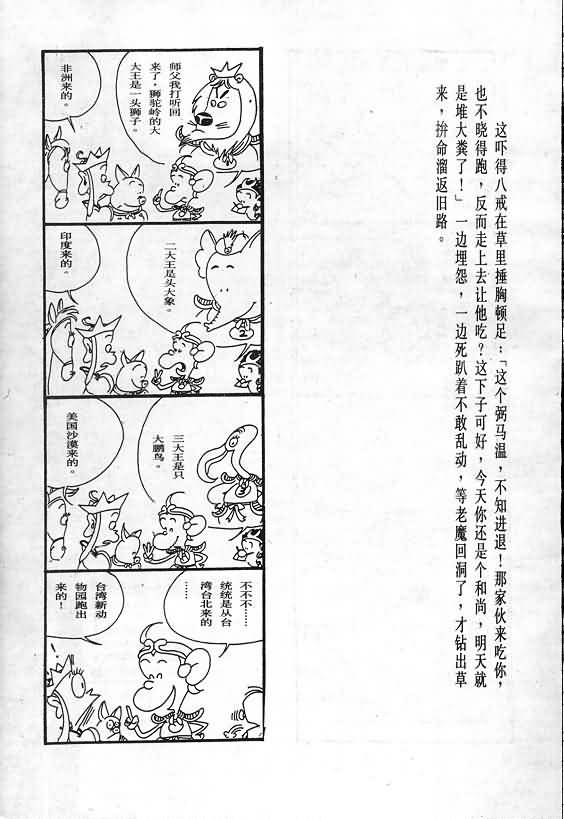 这吓得八戒在草里捶胸顿足：「这个弼马温，不知进退！那家伙来吃你，
也不晓得跑，反而走上去让他吃？这下子可好，今天你还是个和尚，明天就
是堆大粪了！」一边埋怨，一边死趴着不敢乱动，等老魔回洞了，才钻出草
来，拚命溜返旧路。
师父我打听回
来了，狮驼岭的大
大王是一头狮子。
非洲来的。
二大王是头大象。
印度来的。
三大王是只
大鹏鸟。
美国沙漠来的。
不不不……
统统是从台
湾台北来的
……
台湾新动
物园跑出
来的！